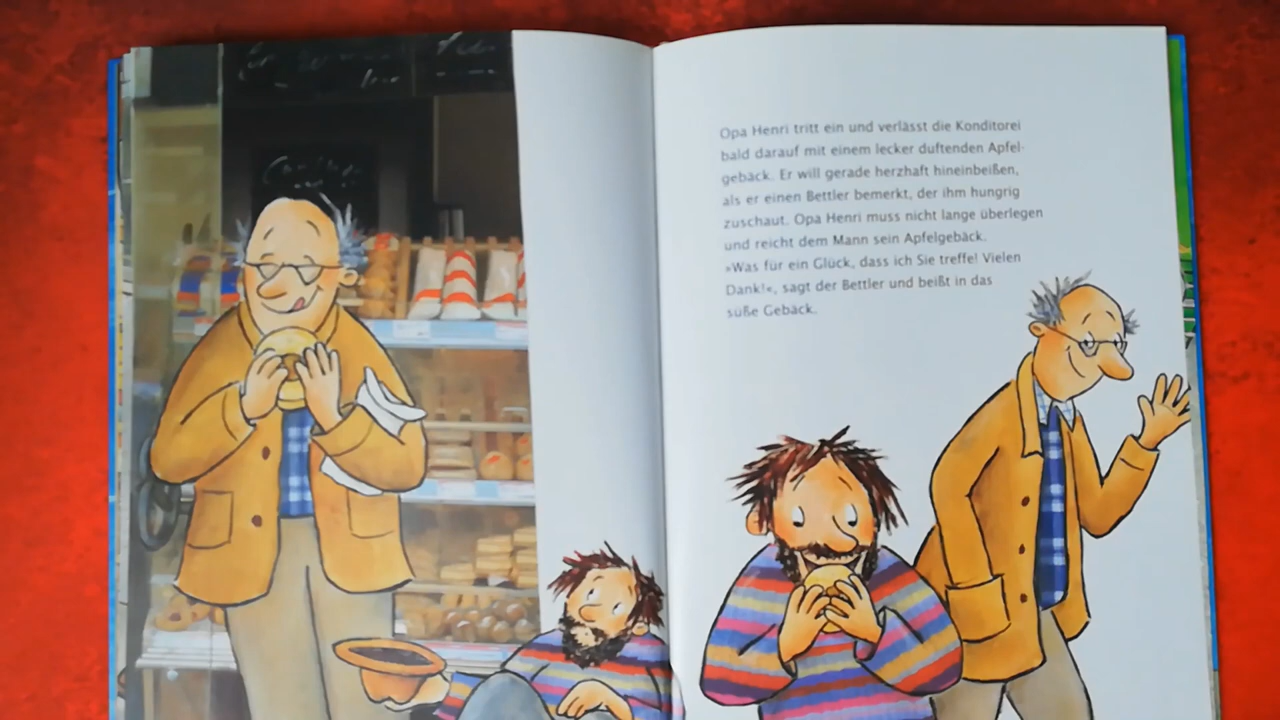 Opa Henri tritt ein und verlässt die Konditorei
bald darauf mit einem lecker duftenden Apfel-
gebäck. Er will gerade herzhaft hineinbeißen,
als er einen Bettler bemerkt, der ihm hungrig
zuschaut. Opa Henri muss nicht lange überlegen
und reicht dem Mann sein Apfelgebäck.
»Was für ein Glück, dass ich Sie treffe! Vielen
Dank!«, sagt der Bettler und beißt in das
süße Gebäck.